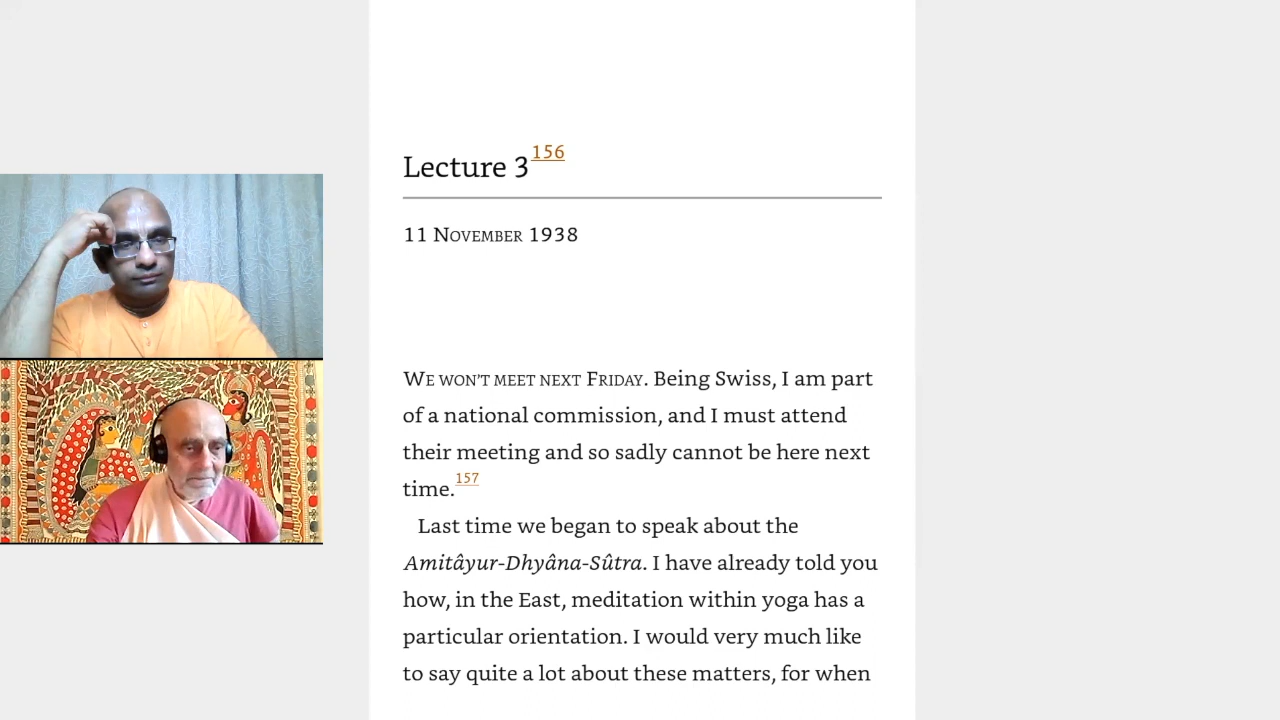 Lecture 3156
11 November 1938
We won't meet next Friday. Being Swiss, I am part
of a national commission, and I must attend
their meeting and so sadly cannot be here next
time.157
Last time we began to speak about the
Amitâyur-Dhyâna-Sûtra. I have already told you
how, in the East, meditation within yoga has a
particular orientation. I would very much like
to say quite a lot about these matters, for when